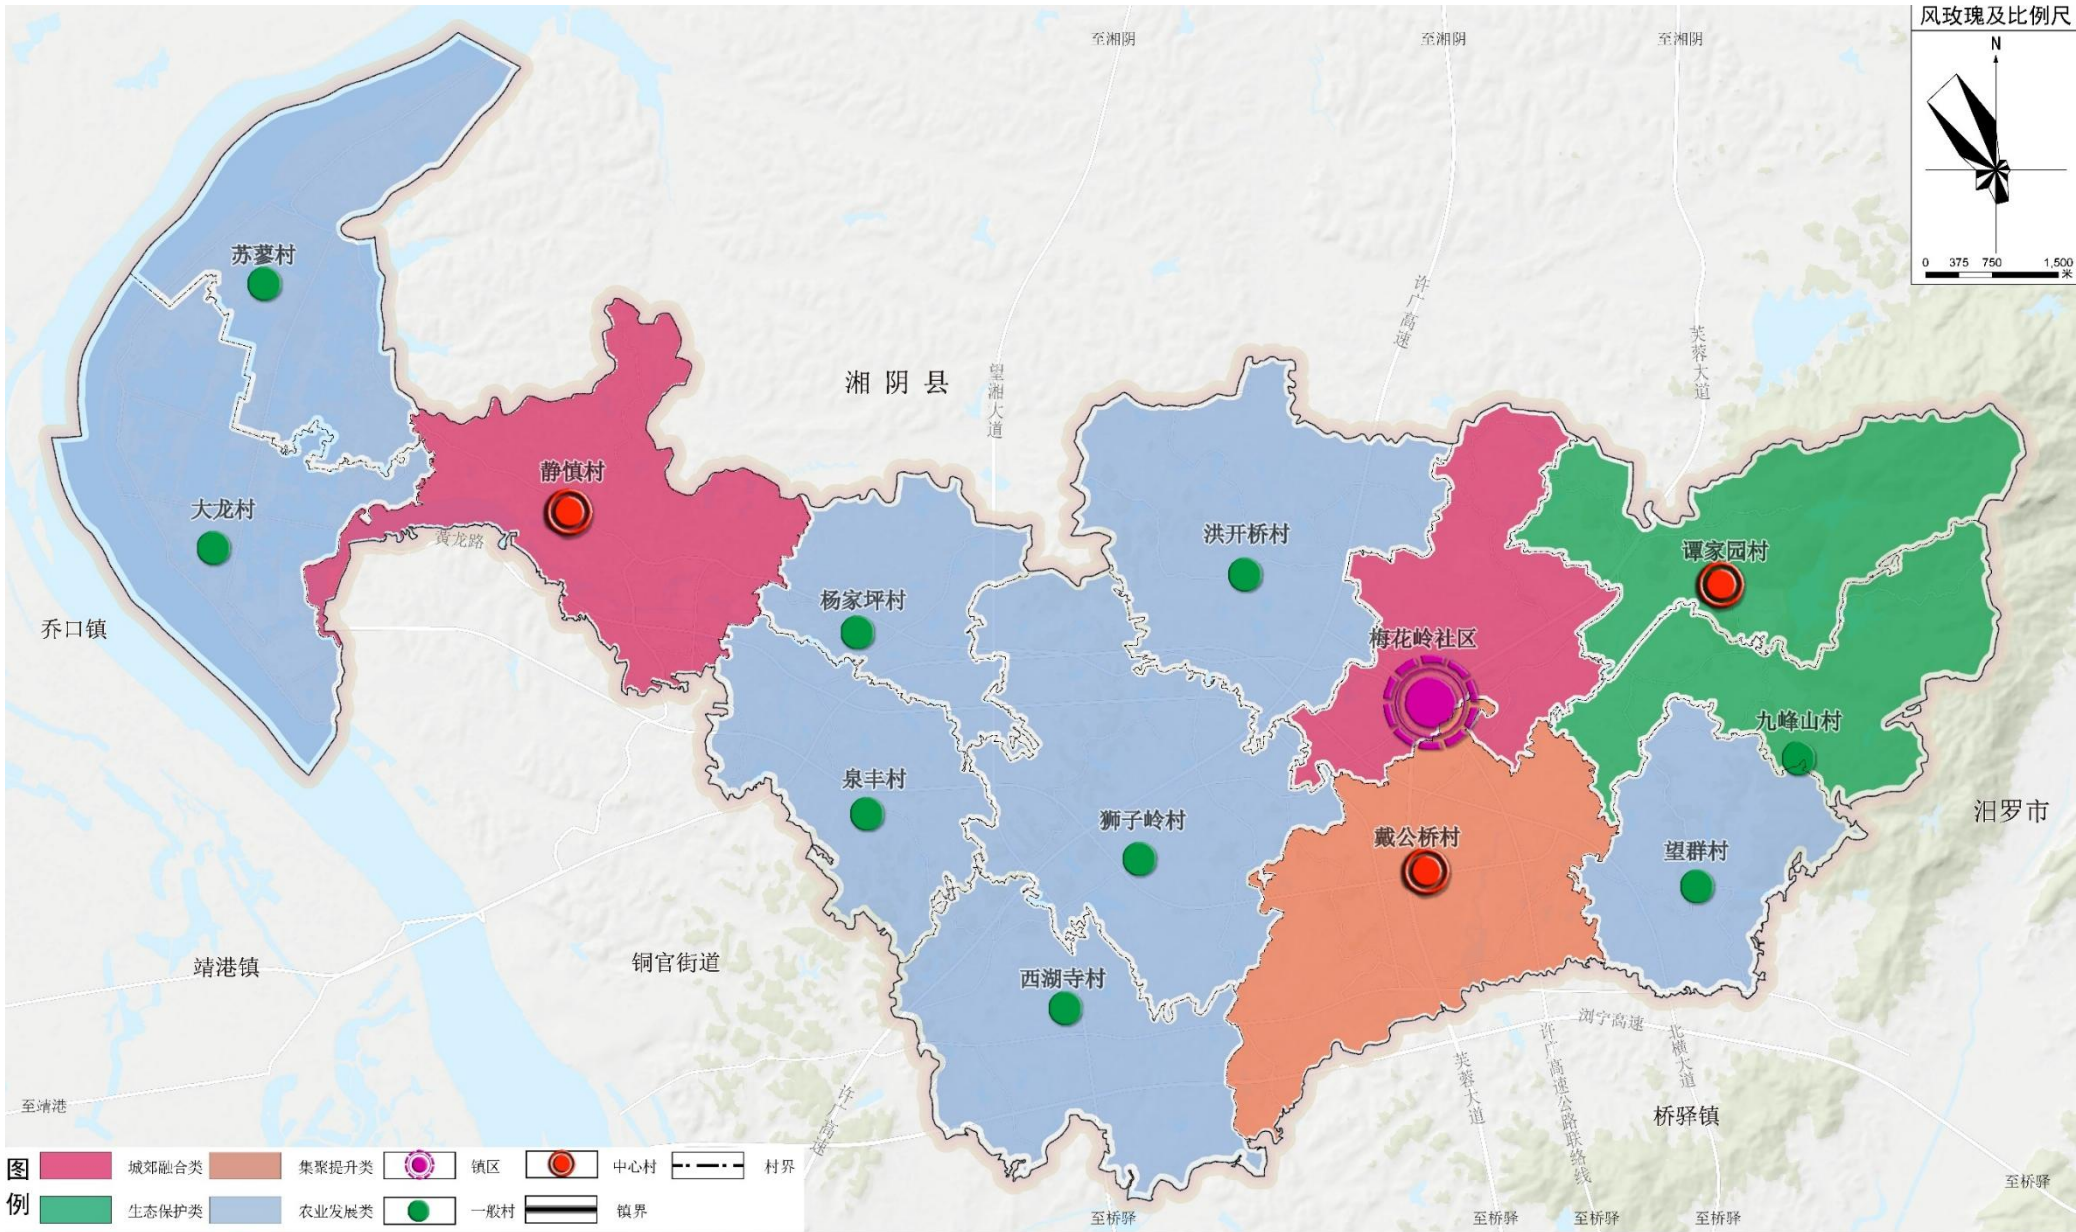 风玫瑰及比例尺
N
0 375 750 1,500
米
至湘阴
至湘阴
至湘阴
苏蓼村
许广高速
芙蓉大道
湘阴县
望湘大道
静慎村
大龙村
黄龙路
洪开桥村
谭家园村
杨家坪村
乔口镇
梅花岭社区
九峰山村
泉丰村
狮子岭村
戴公桥村
望群村
汨罗市
靖港镇
铜官街道
西湖寺村
浏宁高速
芙蓉大道
许广高速公路联络线
北横大道
许广高速
至靖港
桥驿镇
至桥驿
至桥驿
至桥驿
至桥驿
至桥驿
图例
城郊融合类
集聚提升类
镇区
中心村
村界
生态保护类
农业发展类
一般村
镇界